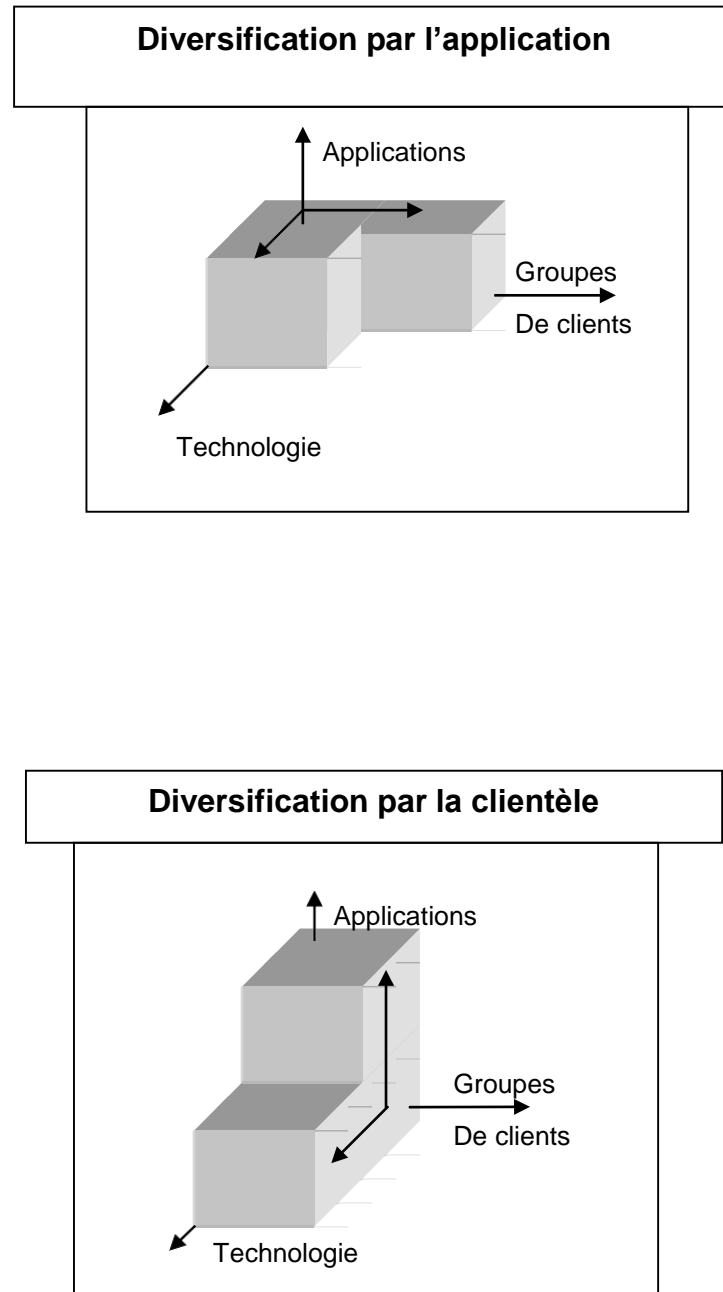 Diversification par l’application
Applications
Groupes
De clients
Technologie
Diversification par la clientèle
Applications
Groupes
De clients
Technologie